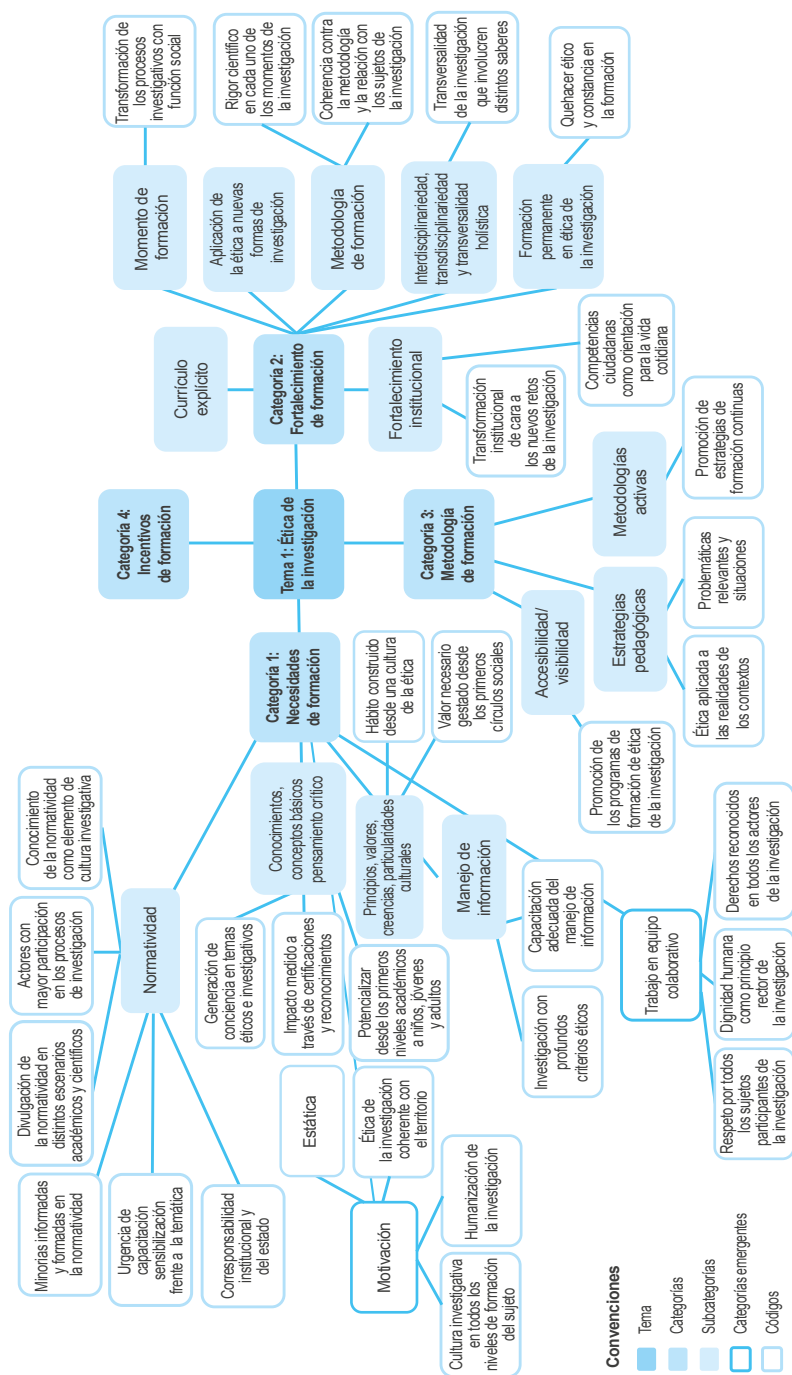 Conocimiento
de la normatividad
como elemento de
cultura investigativa
Actores con
mayor participación
en los procesos
de investigación
Divulgación de
la normatividad en
distintos escenarios
académicos y científicos
Minorias informadas
y formadas en
la normatividad
Urgencia de
capacitación
sensibilización
frente a la temática
Corresponsabilidad
institucional y
del estado
Normatividad
Generación de
conciencia en temas
éticos e investigativos
Impacto medido a
través de certificaciones
y reconocimientos
Potencializar
desde los primeros
niveles académicos
a niños, jóvenes
y adultos
Ética de
la investigación
coherente con
el territorio
Estática
Motivación
Humanización de
la investigación
Cultura investigativa
en todos los
niveles de formación
del sujeto
Categoría 1:
Necesidades
de formación
Conocimientos,
conceptos básicos
pensamiento crítico
Principios, valores,
creencias, particularidades
culturales
Hábito construido
desde una cultura
de la ética
Valor necesario
gestado desde
los primeros
círculos sociales
Manejo de
información
Capacitación
adecuada del
manejo de
información
Investigación con
profundos
criterios éticos
Trabajo en equipo
colaborativo
Derechos reconocidos
en todos los actores
de la investigación
Dignidad humana
como principio
rector de
la investigación
Respeto por todos
los sujetos
participantes de
la investigación
Categoría 4:
Incentivos
de formación
Tema 1: Ética de
la investigación
Categoría 3:
Metodología
de formación
Accesibilidad/
visibilidad
Promoción de
los programas de
formación de ética
de la investigación
Estrategias
pedagógicas
Ética aplicada a
las realidades de
los contextos
Problemáticas
relevantes y
situaciones
Metodologías
activas
Promoción de
estrategias de
formación continuas
Currículo
explícito
Categoría 2:
Fortalecimiento
de formación
Fortalecimiento
institucional
Transformación
institucional
de cara a
los nuevos retos
de la investigación
Competencias
ciudadanas
como orientación
para la vida
cotidiana
Momento de
formación
Transformación de
los procesos
investigativos con
función social
Aplicación de
la ética a nuevas
formas de
investigación
Metodología
de formación
Rigor científico
en cada uno de
los momentos de
la investigación
Coherencia contra
la metodología
y la relación con
los sujetos de
la investigación
Interdisciplinariedad,
transdisciplinariedad
y transversalidad
holística
Transversalidad
de la investigación
que involucren
distintos saberes
Formación
permanente
en ética de
la investigación
Quehacer ético
y constancia en
la formación
Convenciones
Tema
Categorías
Subcategorías
Categorías emergentes
Códigos